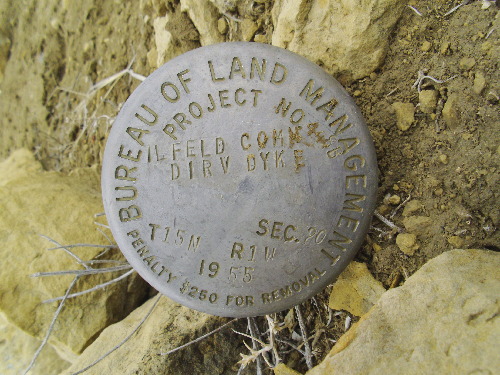 BUREAU OF LAND MANAGEMENT
PROJECT NO.
ILFELD COMM
DIRV DYKE
T15N R1W SEC. 20
1955
PENALTY $250 FOR REMOVAL